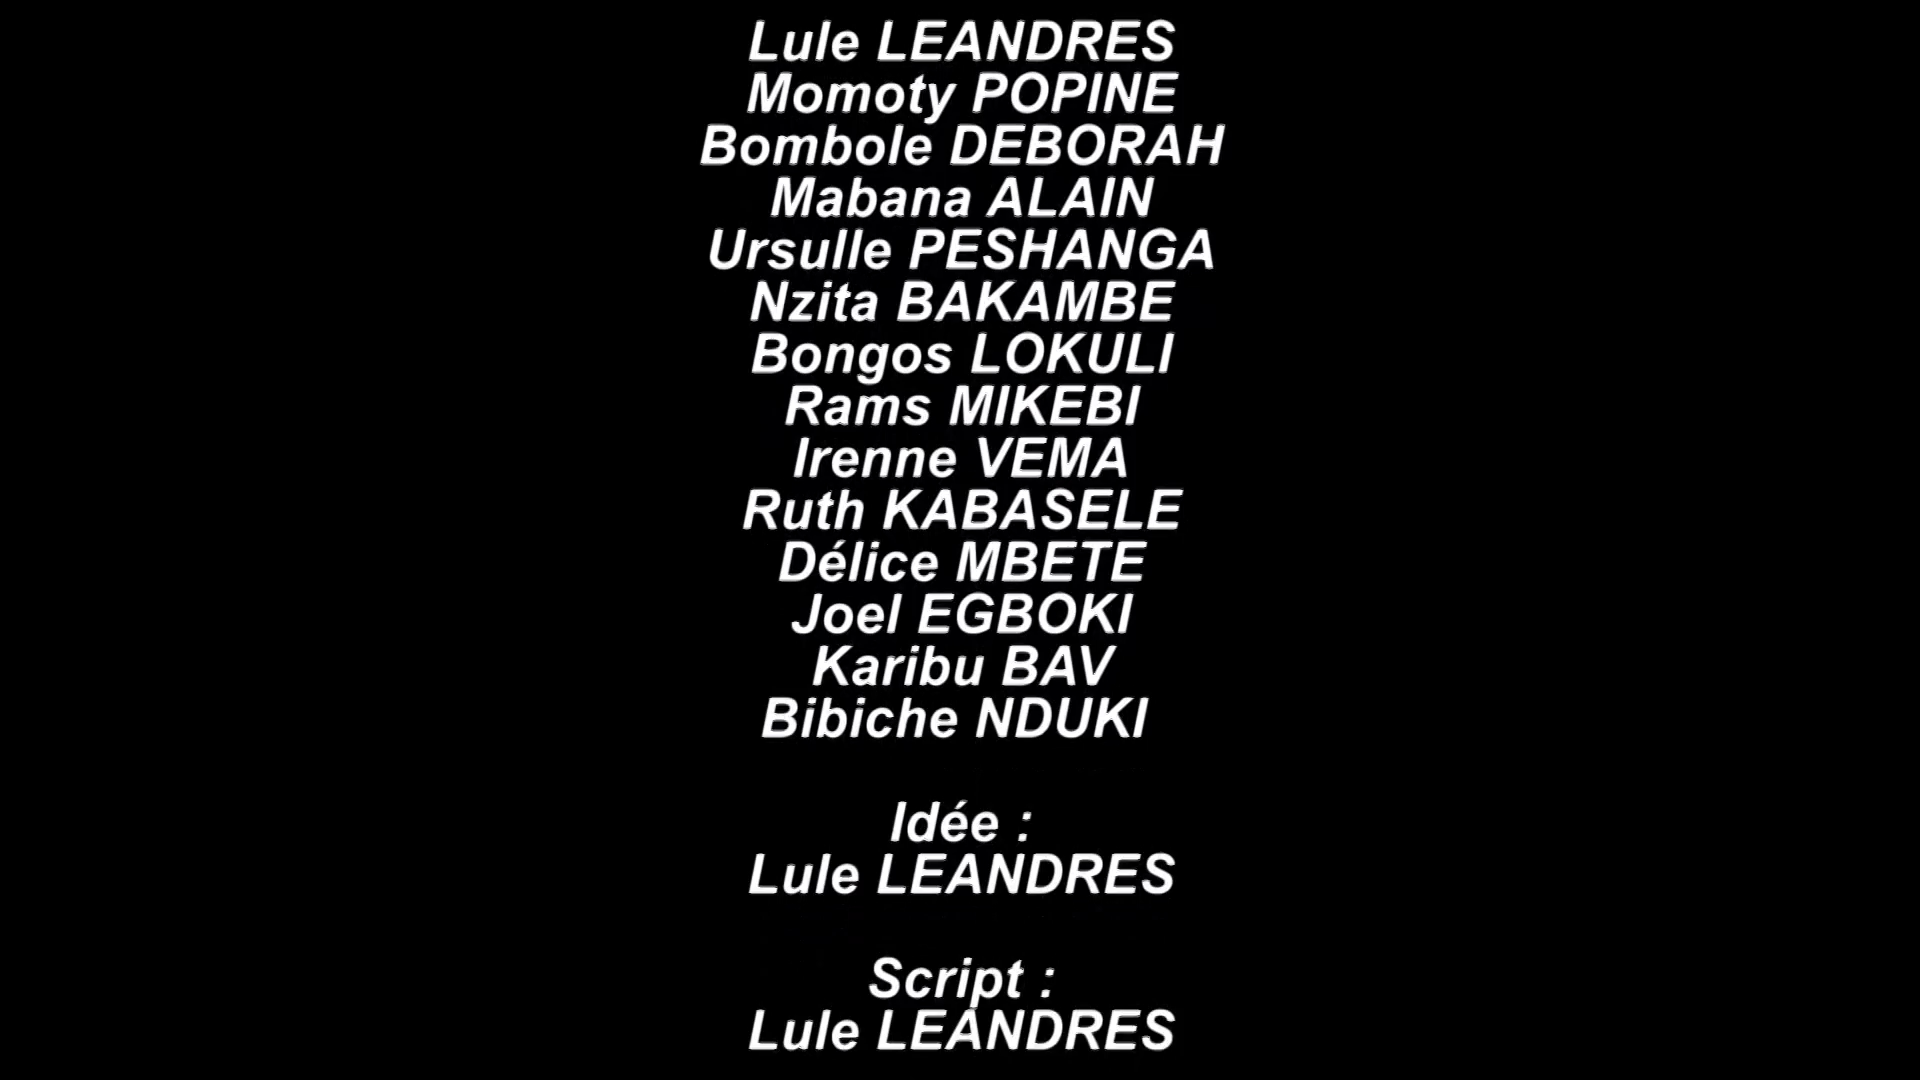 Lule LEANDRES
Momoty POPINE
Bombole DEBORAH
Mabana ALAIN
Ursulle PESHANGA
Nzita BAKAMBE
Bongos LOKULI
Rams MIKEBI
Irenne VEMA
Ruth KABASELE
Délice MBETE
Joel EGBOKI
Karibu BAV
Bibiche NDUKI
Idée :
Lule LEANDRES
Script :
Lule LEANDRES